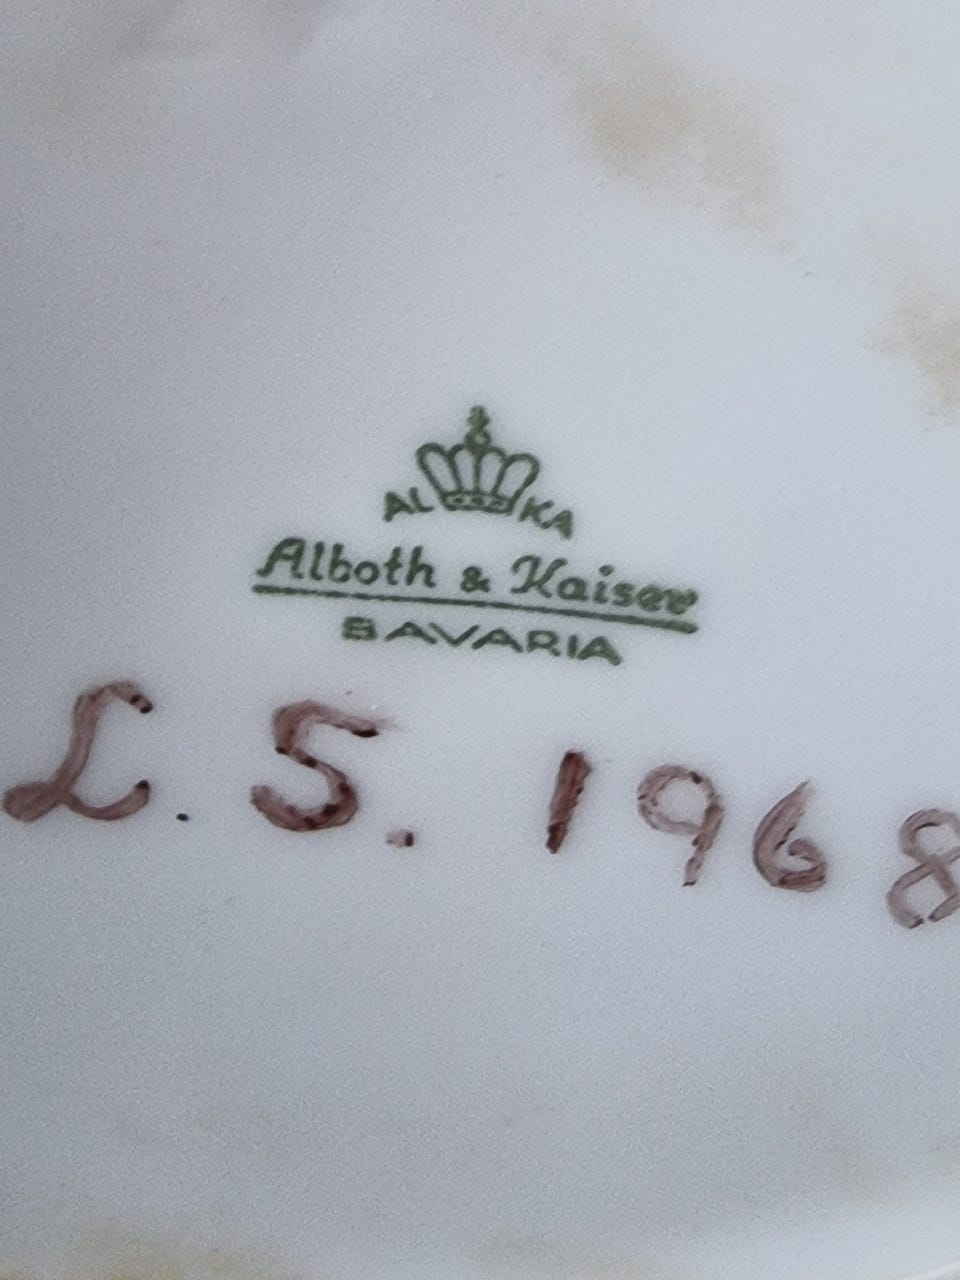 AL KA
Alboth & Kaiser
BAVARIA
L. S. 1968